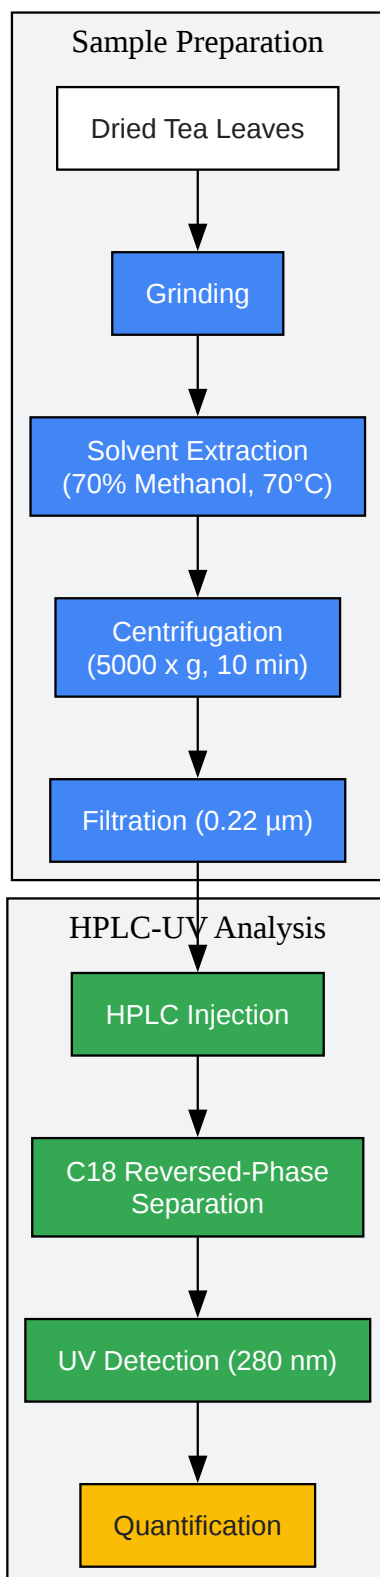 Sample Preparation
Dried Tea Leaves
Grinding
Solvent Extraction
(70% Methanol, 70°C)
Centrifugation
(5000 x g, 10 min)
Filtration (0.22 µm)
HPLC-UV Analysis
HPLC Injection
C18 Reversed-Phase
Separation
UV Detection (280 nm)
Quantification